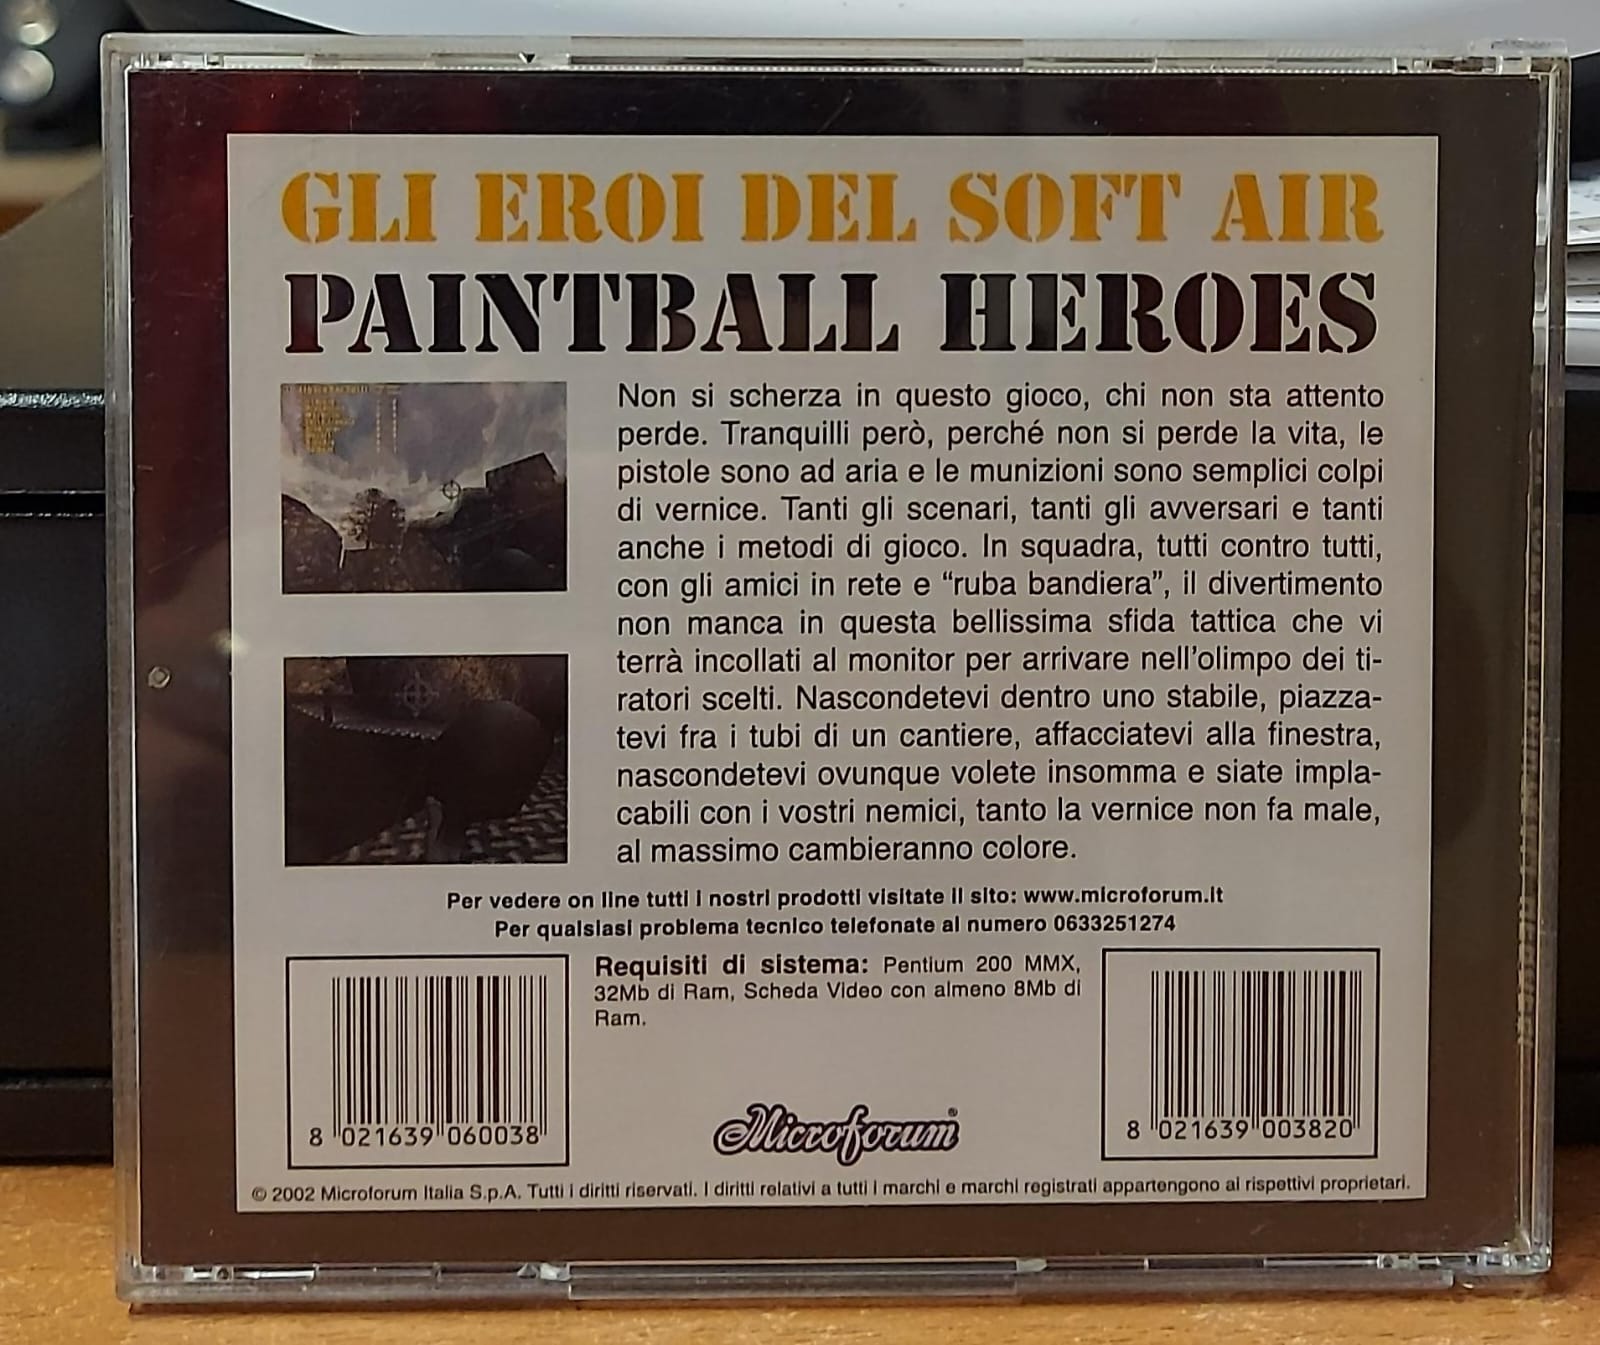 GLI EROI DEL SOFT AIR
PAINTBALL HEROES
Non si scherza in questo gioco, chi non sta attento
perde. Tranquilli però, perché non si perde la vita, le
pistole sono ad aria e le munizioni sono semplici colpi
di vernice. Tanti gli scenari, tanti gli avversari e tanti
anche i metodi di gioco. In squadra, tutti contro tutti,
con gli amici in rete e “ruba bandiera”, il divertimento
non manca in questa bellissima sfida tattica che vi
terrà incollati al monitor per arrivare nell'olimpo dei ti-
ratori scelti. Nascondetevi dentro uno stabile, piazza-
tevi fra i tubi di un cantiere, affacciatevi alla finestra,
nascondetevi ovunque volete insomma e siate impla-
cabili con i vostri nemici, tanto la vernice non fa male,
al massimo cambieranno colore.
Per vedere on line tutti i nostri prodotti visitate il sito: www.microforum.it
Per qualsiasi problema tecnico telefonate al numero 0633251274
Requisiti di sistema: Pentium 200 MMX,
32Mb di Ram, Scheda Video con almeno 8Mb di
Ram.
8 021639 060038
Microforum®
8 021639 003820
© 2002 Microforum Italia S.p.A. Tutti i diritti riservati. I diritti relativi a tutti i marchi e marchi registrati appartengono ai rispettivi proprietari.